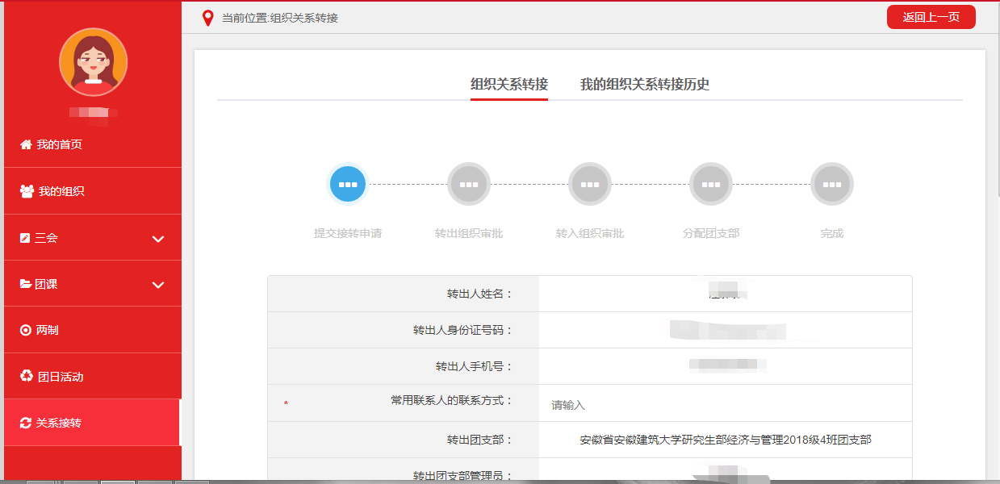 当前位置:组织关系转接
返回上一页
我的首页
我的组织
三会
团课
两制
团日活动
关系接转
组织关系转接 我的组织关系转接历史
提交接转申请 转出组织审批 转入组织审批 分配团支部 完成
转出人姓名：
转出人身份证号码：
转出人手机号：
* 常用联系人的联系方式： 请输入
转出团支部： 安徽省安徽建筑大学研究生部经济与管理2018级4班团支部
转出团支部管理员：